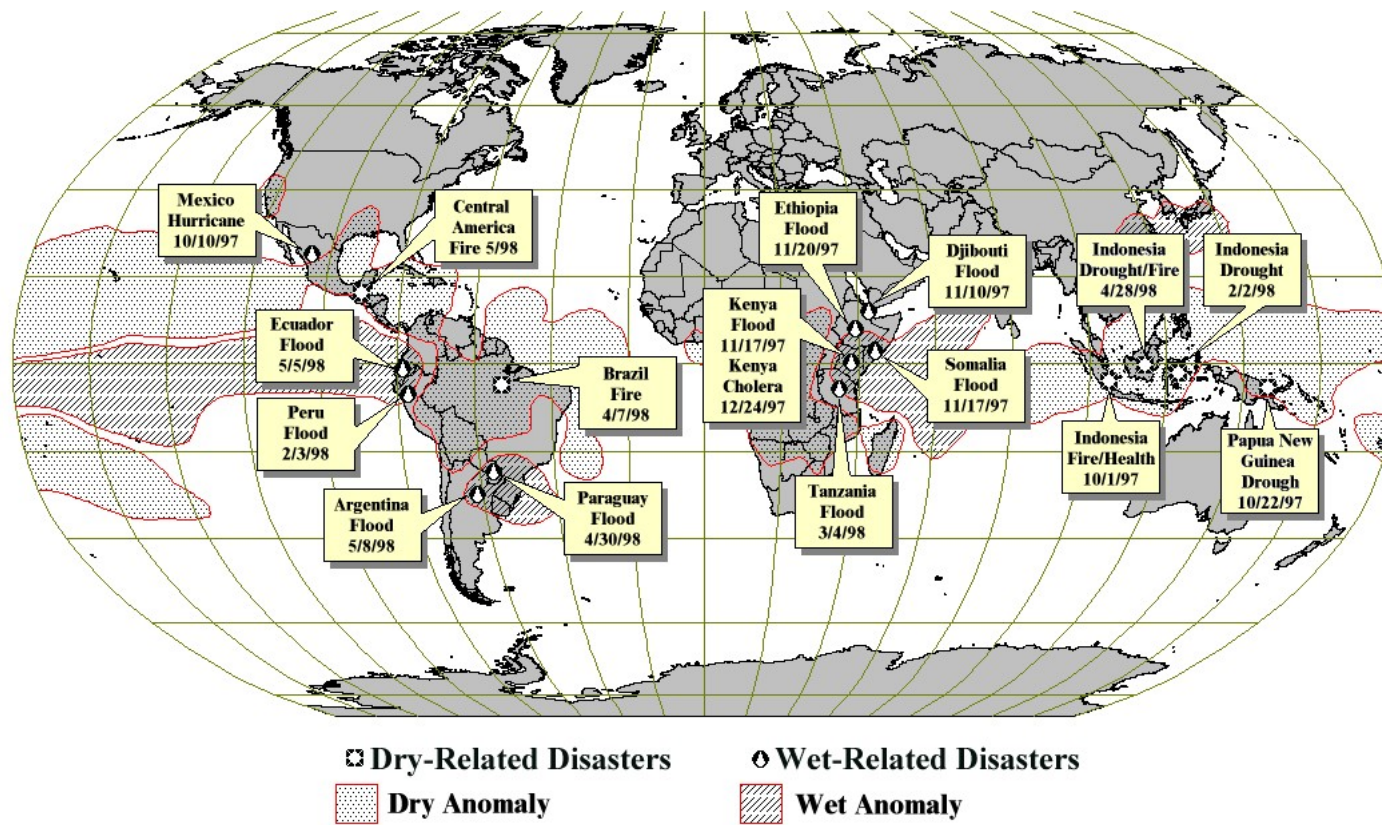 Mexico
Hurricane
10/10/97
Central
America
Fire 5/98
Ethiopia
Flood
11/20/97
Djibouti
Flood
11/10/97
Indonesia
Drought/Fire
4/28/98
Indonesia
Drought
2/2/98
Kenya
Flood
11/17/97
Kenya
Cholera
12/24/97
Ecuador
Flood
5/5/98
Brazil
Fire
4/7/98
Somalia
Flood
11/17/97
Peru
Flood
2/3/98
Indonesia
Fire/Health
10/1/97
Papua New
Guinea
Drough
10/22/97
Argentina
Flood
5/8/98
Paraguay
Flood
4/30/98
Tanzania
Flood
3/4/98
Dry-Related Disasters
Wet-Related Disasters
Dry Anomaly
Wet Anomaly